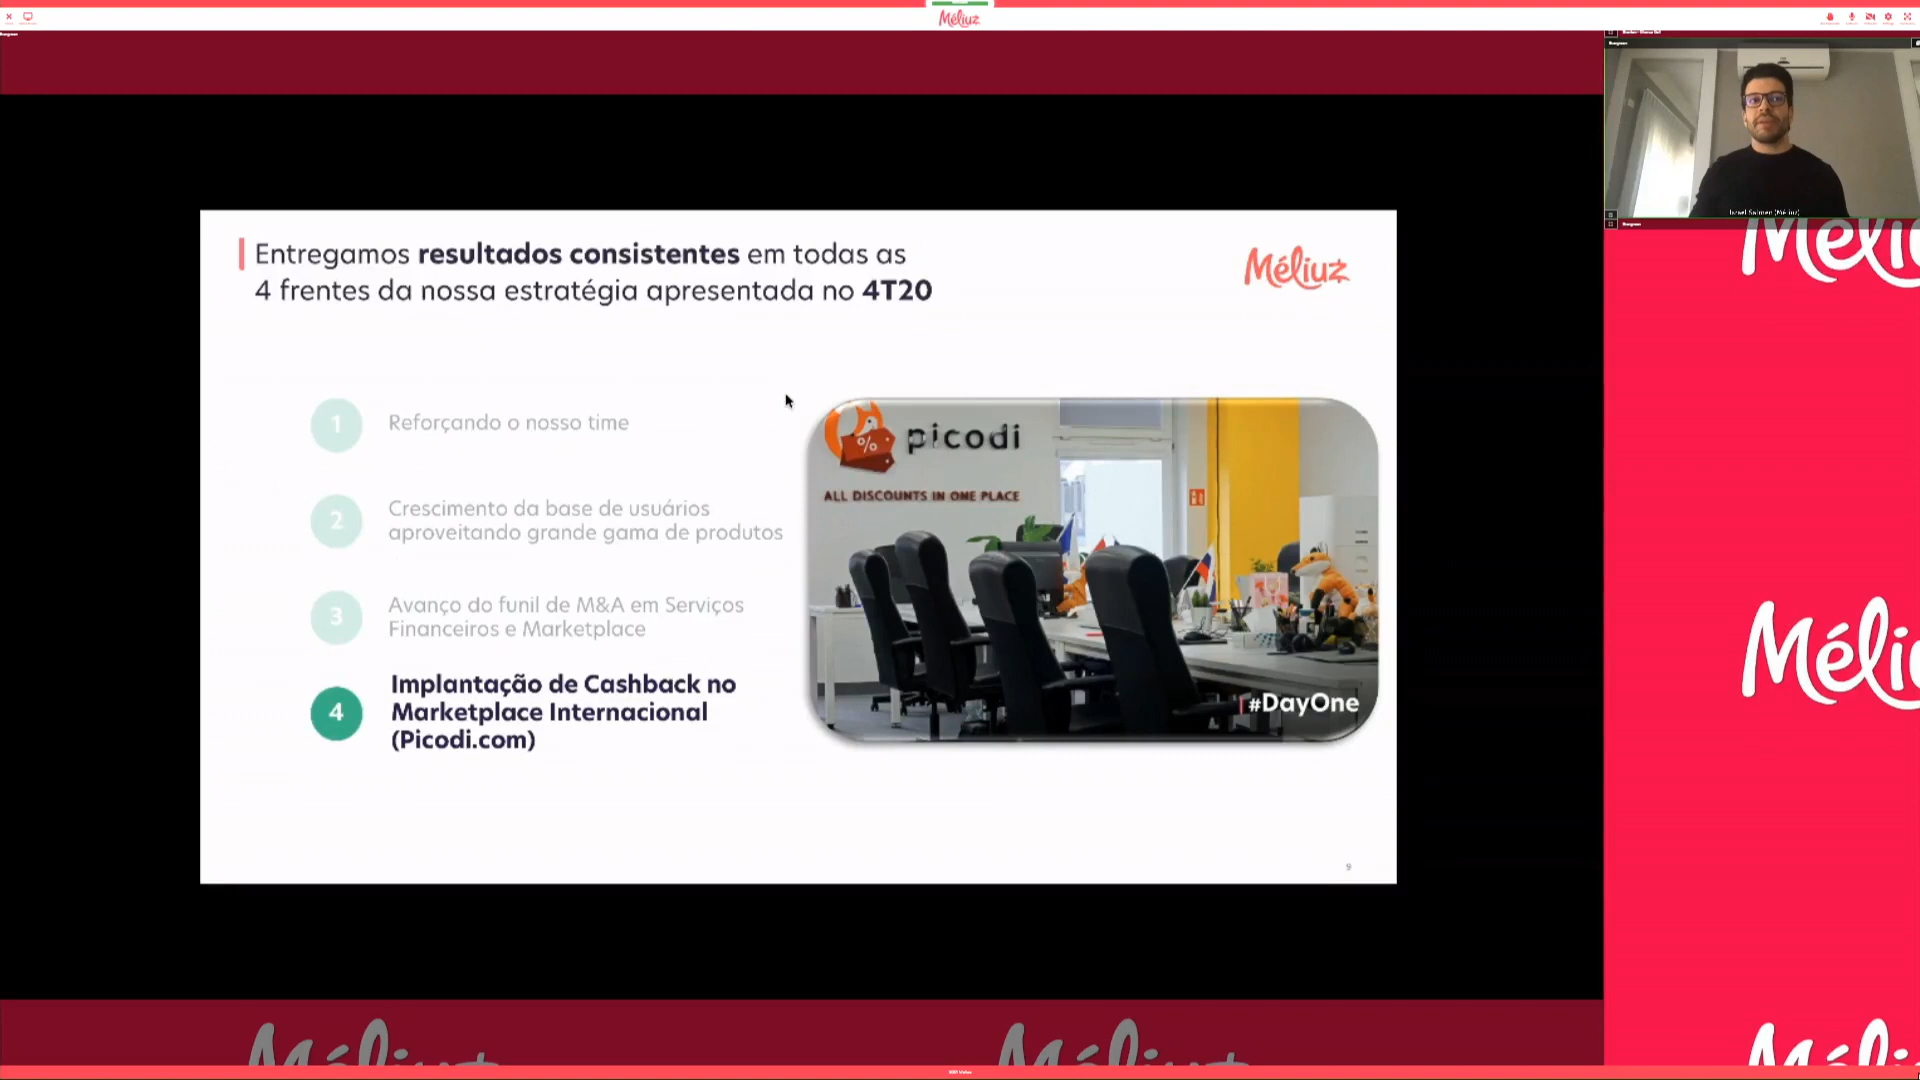 Méliuz
Entregamos resultados consistentes em todas as
4 frentes da nossa estratégia apresentada no 4T20
Méliuz
1 Reforçando o nosso time
2 Crescimento da base de usuários
aproveitando grande gama de produtos
3 Avanço do funil de M&A em Serviços
Financeiros e Marketplace
4 Implantação de Cashback no
Marketplace Internacional
(Picodi.com)
%
picodi
ALL DISCOUNTS IN ONE PLACE
#DayOne
9
Israel Salmen (Méliuz)